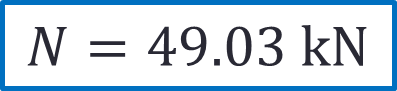 N = 49.03 kN